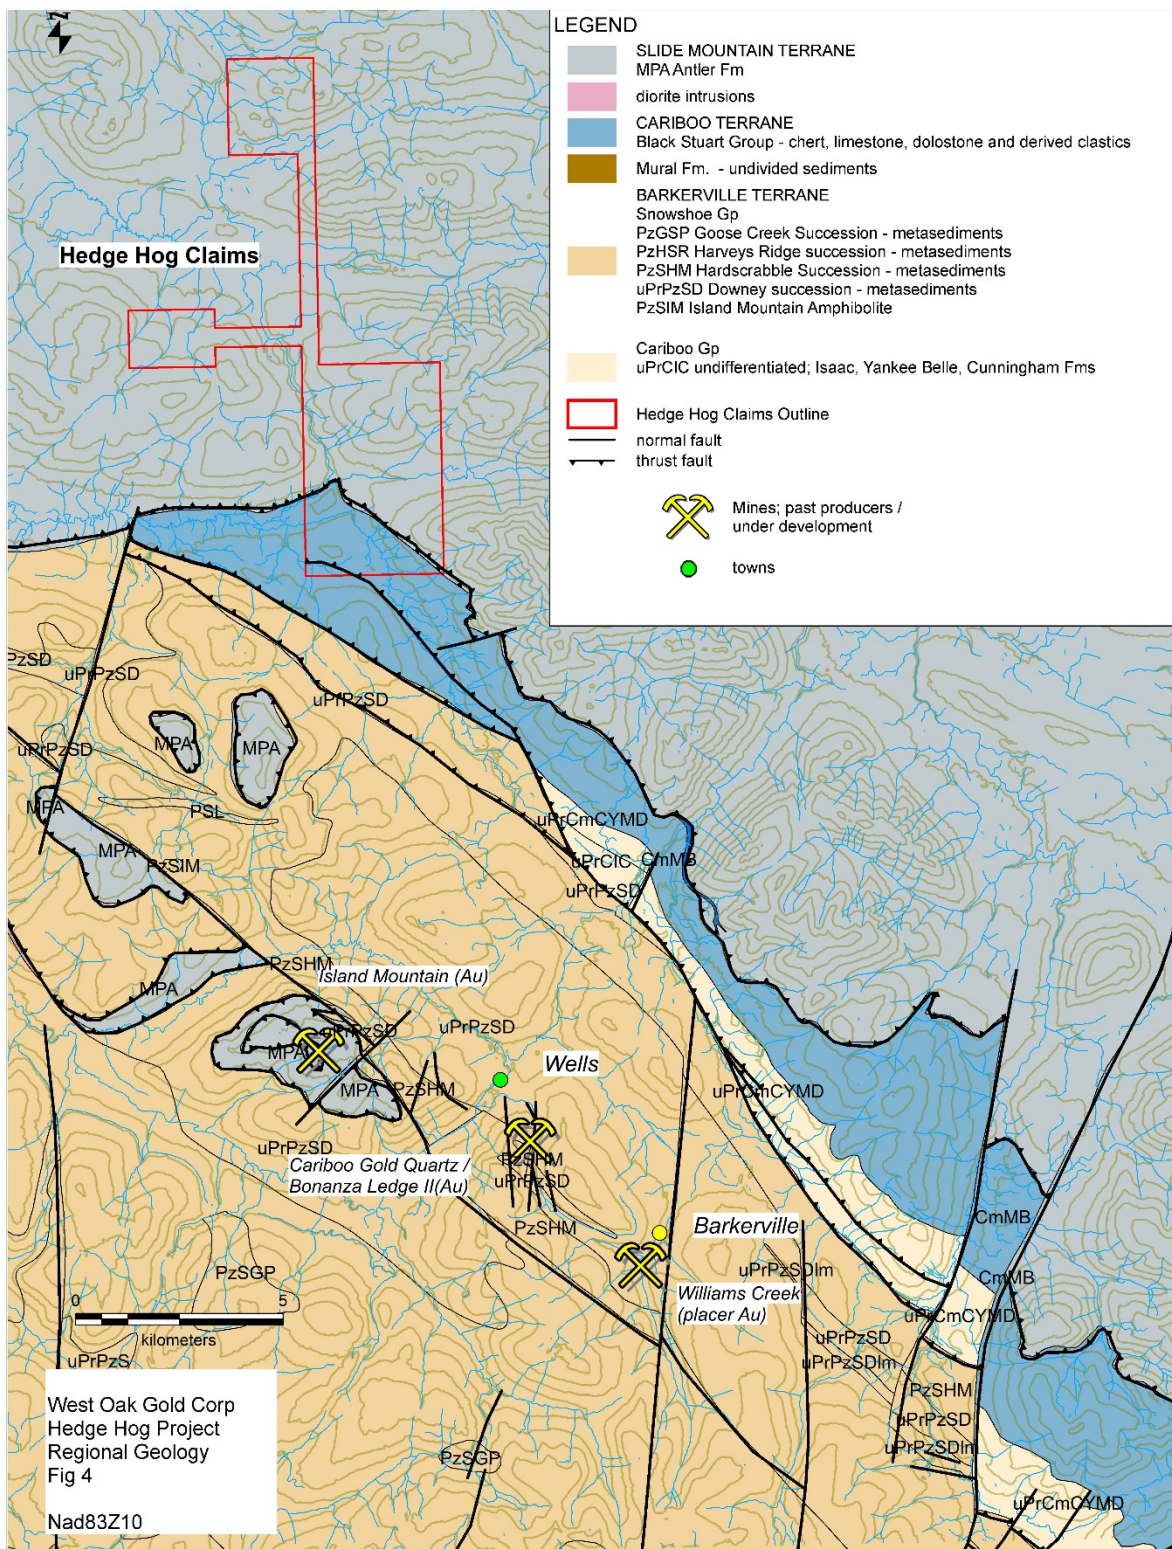 Z
LEGEND
SLIDE MOUNTAIN TERRANE
MPA Antler Fm
diorite intrusions
CARIBOO TERRANE
Black Stuart Group - chert, limestone, dolostone and derived clastics
Mural Fm. - undivided sediments
BARKERVILLE TERRANE
Snowshoe Gp
PzGSP Goose Creek Succession - metasediments
PzHSR Harveys Ridge succession - metasediments
PzSHM Hardscrabble Succession - metasediments
uPrPzSD Downey succession - metasediments
PzSIM Island Mountain Amphibolite
Cariboo Gp
uPrCIC undifferentiated; Isaac, Yankee Belle, Cunningham Fms
Hedge Hog Claims Outline
normal fault
thrust fault
Mines; past producers /
under development
towns
Hedge Hog Claims
PzSD
uPrPzSD
uPrPzSD
uPrPzSD
MPA
MPA
MPA
PSL
MPA
PzSIM
uPrCmCYMD
uPrCIC
CmMB
uPrPzSD
PzSHM
Island Mountain (Au)
MPA
uPrPzSD
uPrPzSD
MPA
Wells
MPA
PzSHM
uPrCmCYMD
uPrPzSD
Cariboo Gold Quartz /
Bonanza Ledge II(Au)
PzSHM
uPrPzSD
PzSHM
Barkerville
CmMB
PzSGP
uPrPzSDlm
CmMB
Williams Creek
(placer Au)
0
5
kilometers
uPrCmCYMD
uPrPzSD
uPrPzSDlm
uPrPzS
PzSHM
uPrPzSD
uPrPzSDlm
PzSGP
uPrCmCYMD
West Oak Gold Corp
Hedge Hog Project
Regional Geology
Fig 4
Nad83Z10